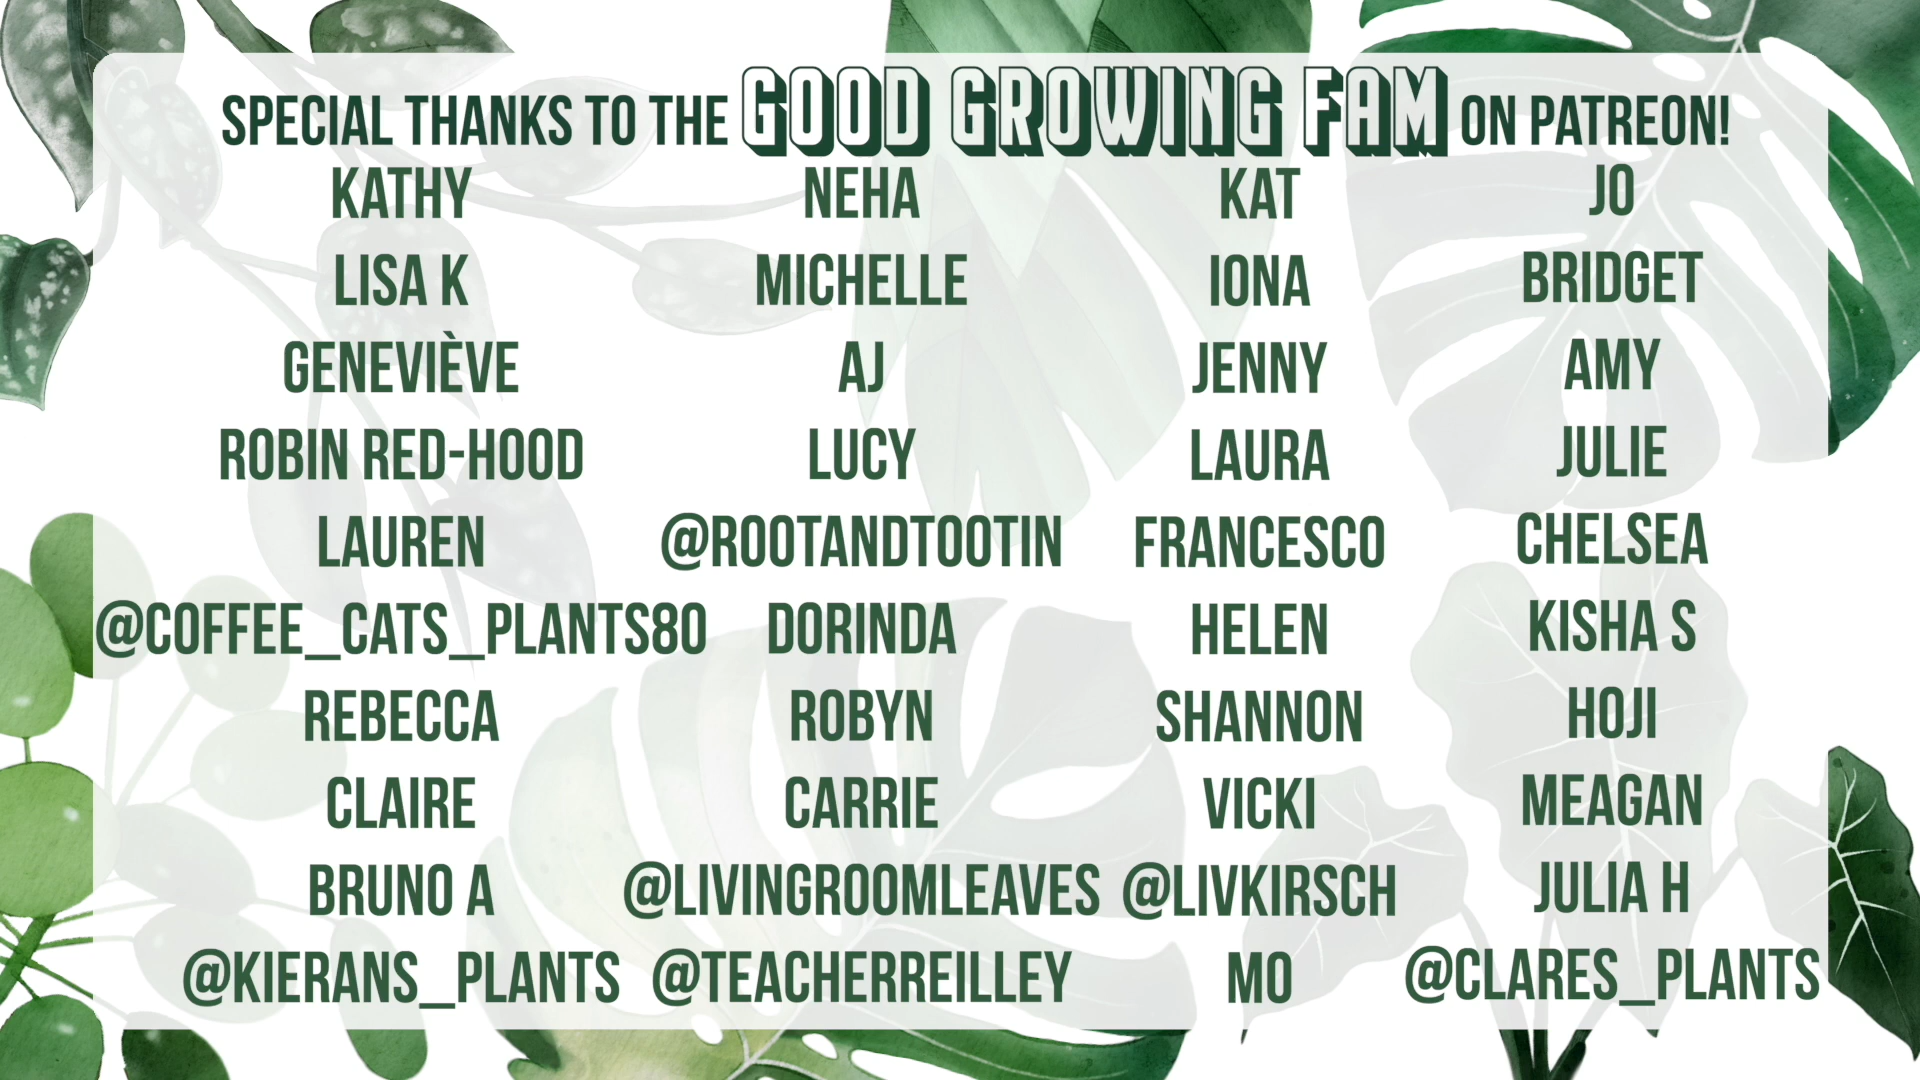 SPECIAL THANKS TO THE GOOD GROWING FAM ON PATREON!
KATHY NEHA KAT JO
LISA K MICHELLE IONA BRIDGET
GENEVIÈVE AJ JENNY AMY
ROBIN RED-HOOD LUCY LAURA JULIE
LAUREN @ROOTANDTOOTIN FRANCESCO CHELSEA
@COFFEE_CATS_PLANTS80 DORINDA HELEN KISHA S
REBECCA ROBYN SHANNON HOJI
CLAIRE CARRIE VICKI MEAGAN
BRUNO A @LIVINGROOMLEAVES @LIVKIRSCH JULIA H
@KIERANS_PLANTS @TEACHERREILLEY MO @CLARES_PLANTS